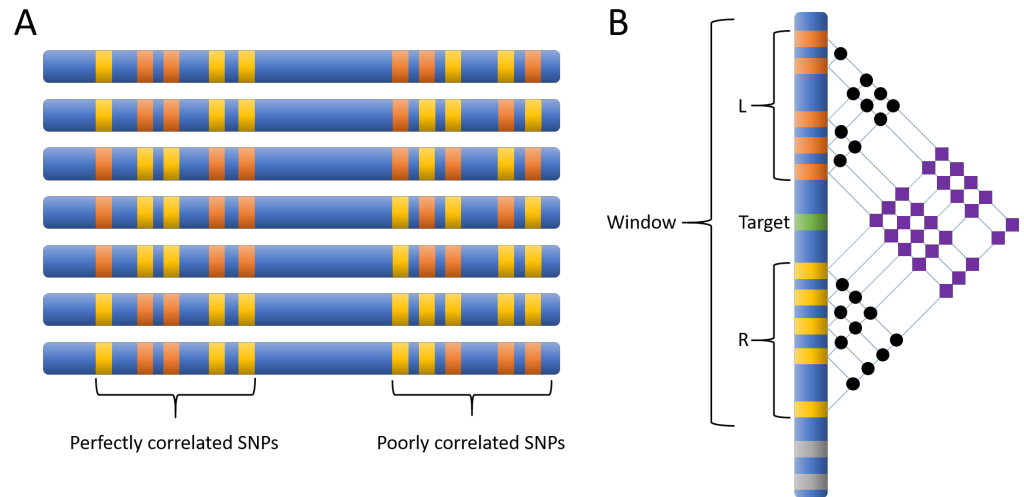 A
B
L
Window
Target
R
Perfectly correlated SNPs
Poorly correlated SNPs